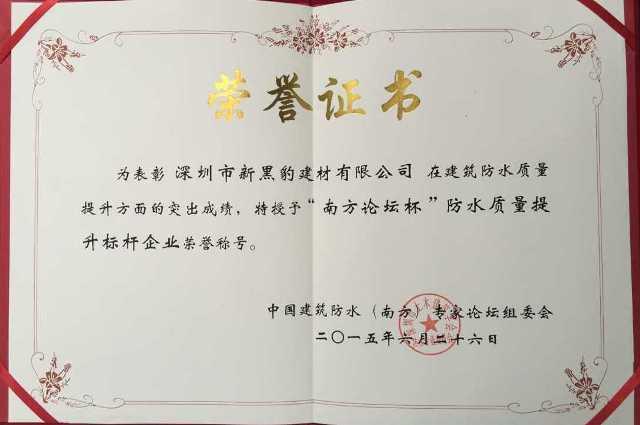 荣誉证书
为表彰 深圳市新黑豹建材有限公司 在建筑防水质量
提升方面的突出成绩，特授予“南方论坛杯”防水质量提
升标杆企业荣誉称号。
中国建筑防水（南方）专家论坛组委会
二〇一五年六月二十六日